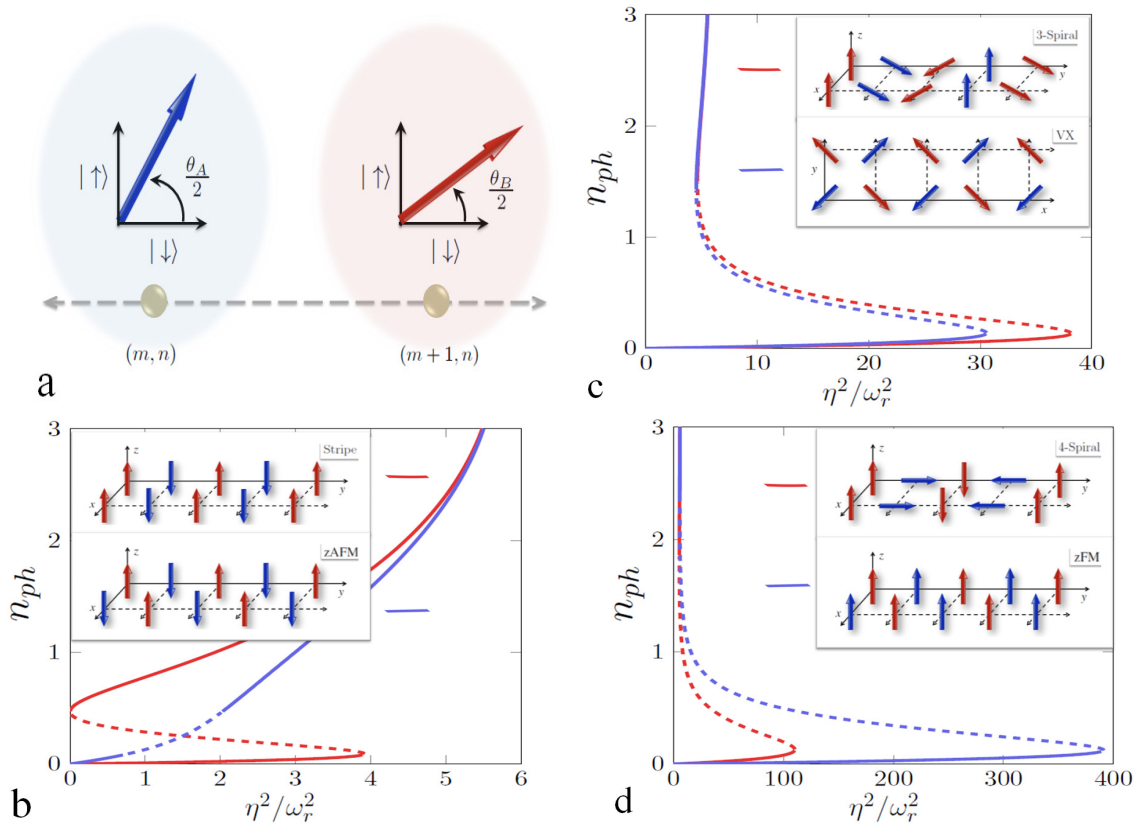 |↑⟩
θ_A
2
|↓⟩
(m, n)
|↑⟩
θ_B
2
|↓⟩
(m + 1, n)
a
3
2
1
0
n_ph
0
10
20
30
40
η²/ω_r²
3-Spiral
z
x
y
VX
y
x
c
3
2
1
0
n_ph
0
1
2
3
4
5
6
η²/ω_r²
Stripe
z
x
y
zAFM
z
x
y
b
3
2
1
0
n_ph
0
100
200
300
400
η²/ω_r²
4-Spiral
z
x
y
zFM
z
x
y
d